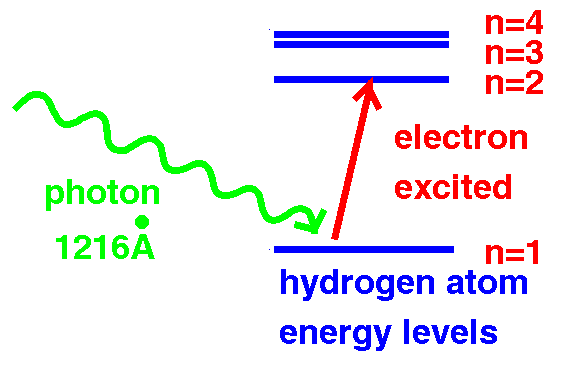 n=4
n=3
n=2
electron
excited
photon
1216Å
n=1
hydrogen atom
energy levels